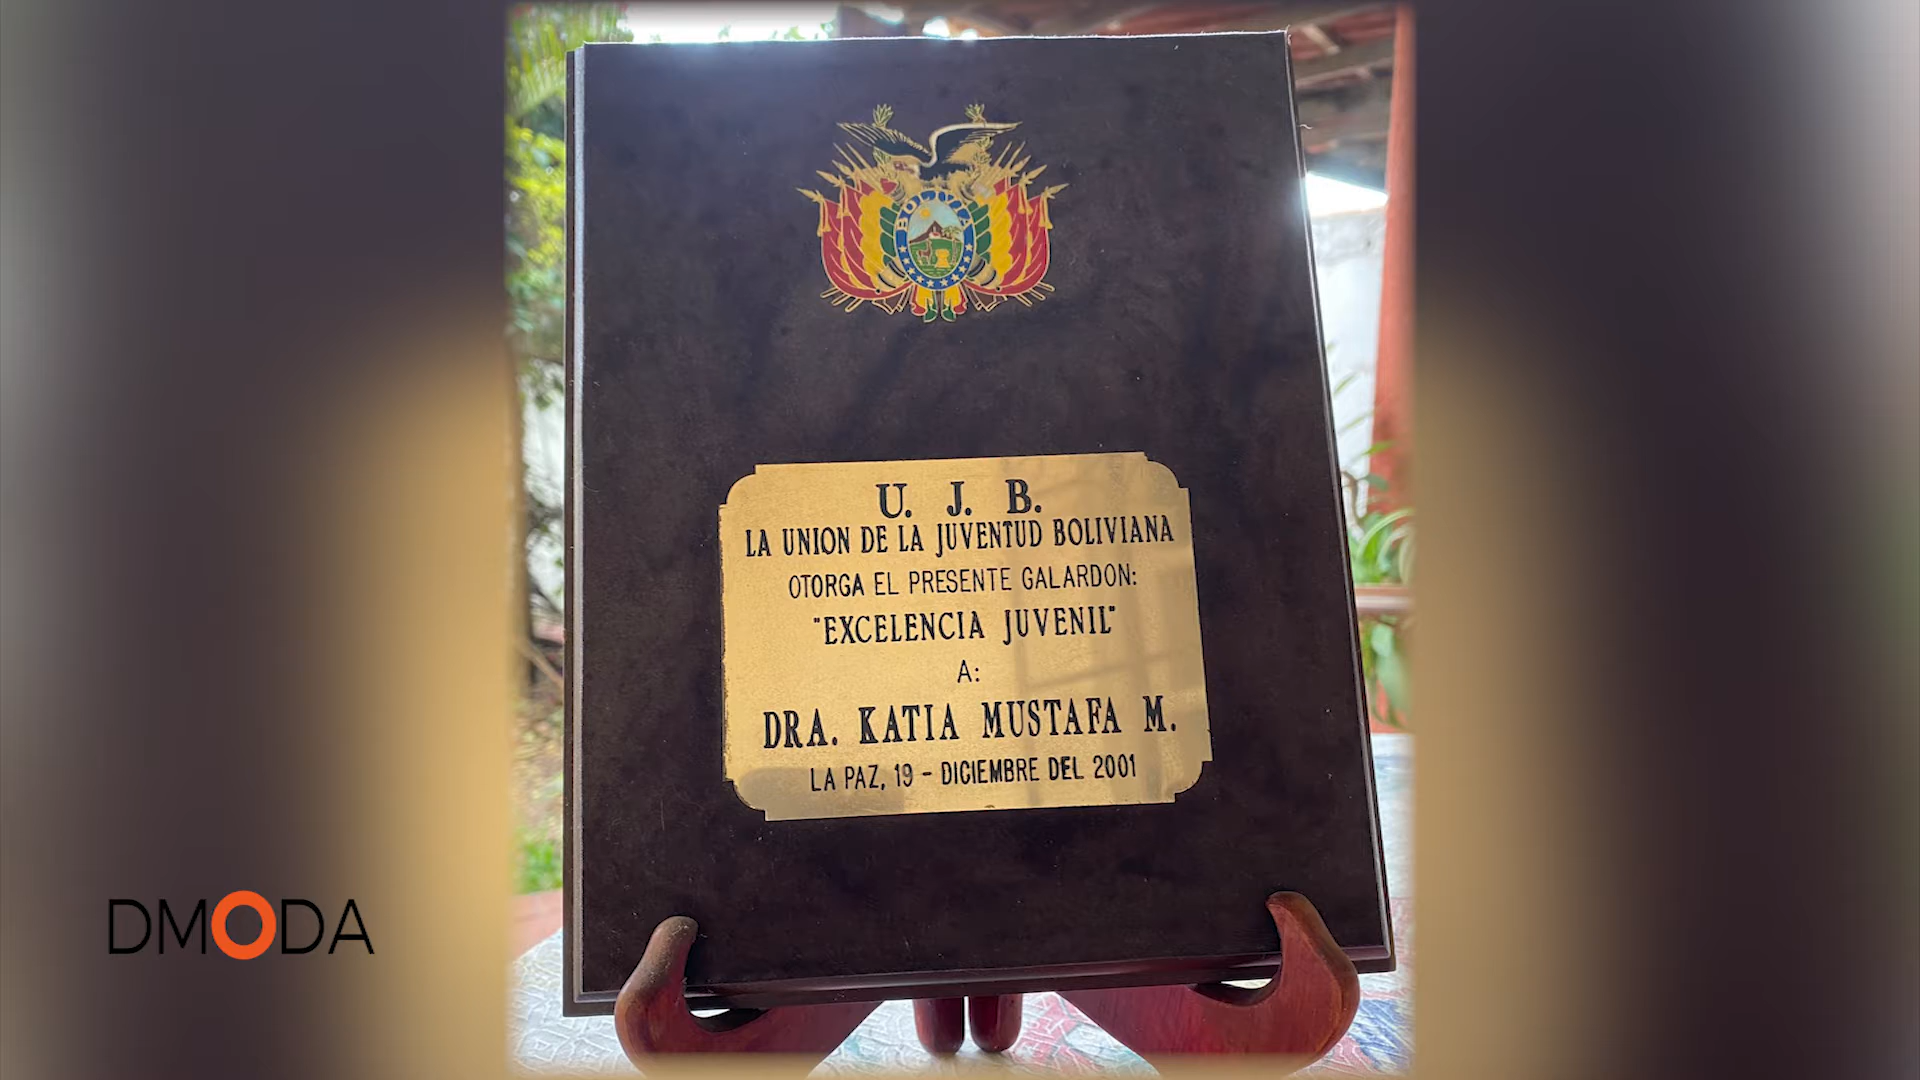 BOLIVIA
U. J. B.
LA UNION DE LA JUVENTUD BOLIVIANA
OTORGA EL PRESENTE GALARDON:
"EXCELENCIA JUVENIL"
A:
DRA. KATIA MUSTAFA M.
LA PAZ, 19 - DICIEMBRE DEL 2001
DMODA